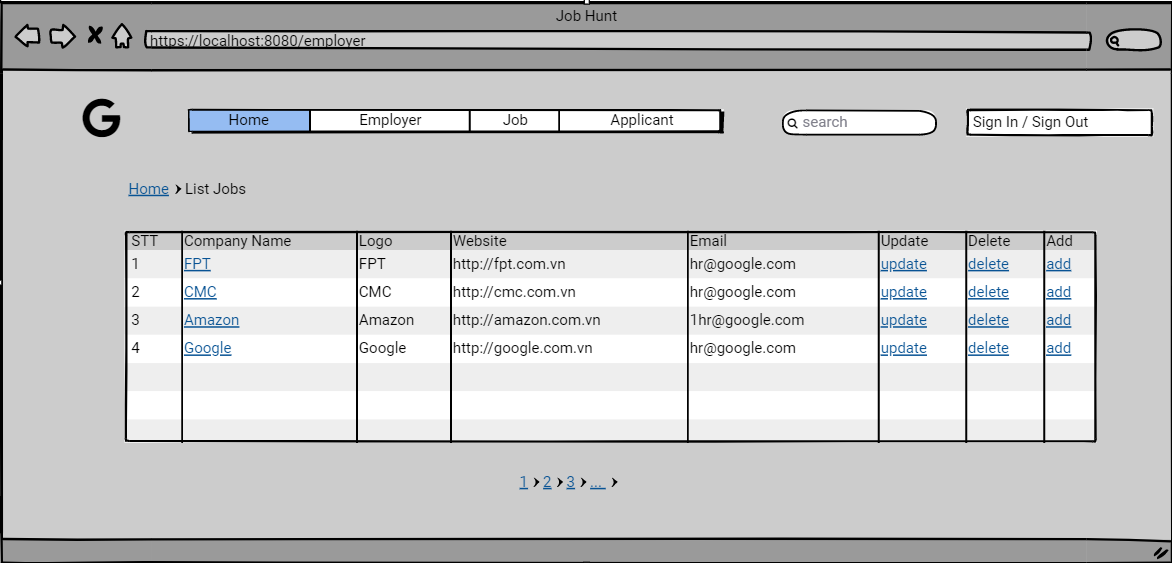 Job Hunt
https://localhost:8080/employer
G Home Employer Job Applicant search Sign In / Sign Out
Home List Jobs
STT Company Name Logo Website Email Update Delete Add
1 FPT FPT http://fpt.com.vn hr@google.com update delete add
2 CMC CMC http://cmc.com.vn hr@google.com update delete add
3 Amazon Amazon http://amazon.com.vn 1hr@google.com update delete add
4 Google Google http://google.com.vn hr@google.com update delete add
1 2 3 ...